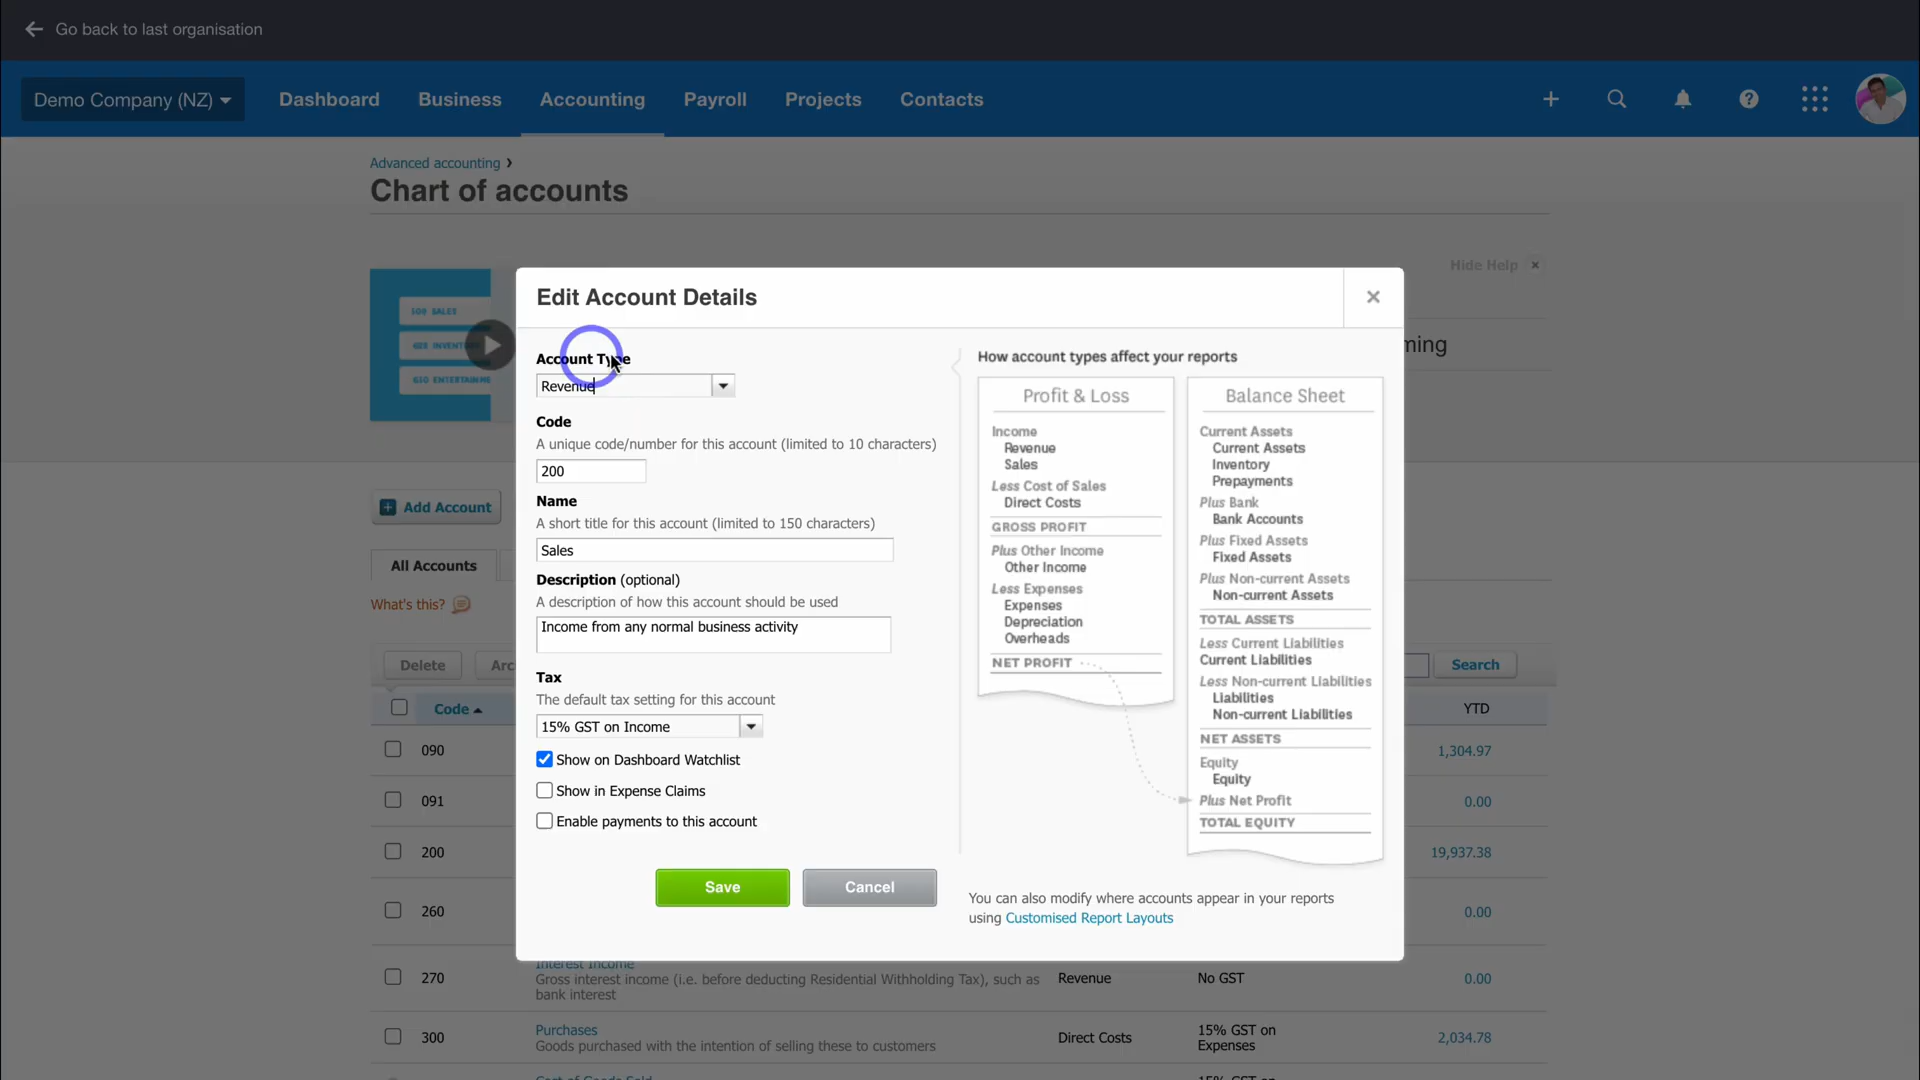 Go back to last organisation
Demo Company (NZ)
Dashboard
Business
Accounting
Payroll
Projects
Contacts
Advanced accounting ›
Chart of accounts
Hide Help ×
100 SALES
ENTERTAINME
ming
Add Account
All Accounts
What's this?
Delete
Arc
Search
Code
YTD
090
1,304.97
091
0.00
200
19,937.38
260
0.00
Interest Income
270
Gross interest income (i.e. before deducting Residential Withholding Tax), such as
bank interest
Revenue
No GST
0.00
300
Purchases
Goods purchased with the intention of selling these to customers
Direct Costs
15% GST on
Expenses
2,034.78
Cost of Goods Sold
15% GST on
Edit Account Details
×
Account Type
Revenue
Code
A unique code/number for this account (limited to 10 characters)
200
Name
A short title for this account (limited to 150 characters)
Sales
Description (optional)
A description of how this account should be used
Income from any normal business activity
Tax
The default tax setting for this account
15% GST on Income
Show on Dashboard Watchlist
Show in Expense Claims
Enable payments to this account
Save
Cancel
How account types affect your reports
Profit & Loss
Income
Revenue
Sales
Less Cost of Sales
Direct Costs
GROSS PROFIT
Plus Other Income
Other Income
Less Expenses
Expenses
Depreciation
Overheads
NET PROFIT
Balance Sheet
Current Assets
Current Assets
Inventory
Prepayments
Plus Bank
Bank Accounts
Plus Fixed Assets
Fixed Assets
Plus Non-current Assets
Non-current Assets
TOTAL ASSETS
Less Current Liabilities
Current Liabilities
Less Non-current Liabilities
Liabilities
Non-current Liabilities
NET ASSETS
Equity
Equity
Plus Net Profit
TOTAL EQUITY
You can also modify where accounts appear in your reports
using Customised Report Layouts